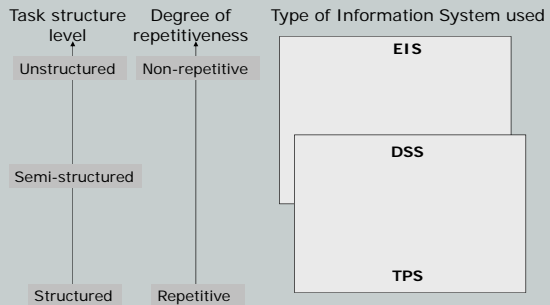 Task structure level
Degree of repetitiveness
Type of Information System used
Unstructured
Non-repetitive
EIS
DSS
Semi-structured
TPS
Structured
Repetitive